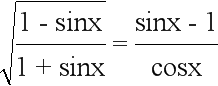 √((1 - sinx)/(1 + sinx)) = (sinx - 1)/cosx